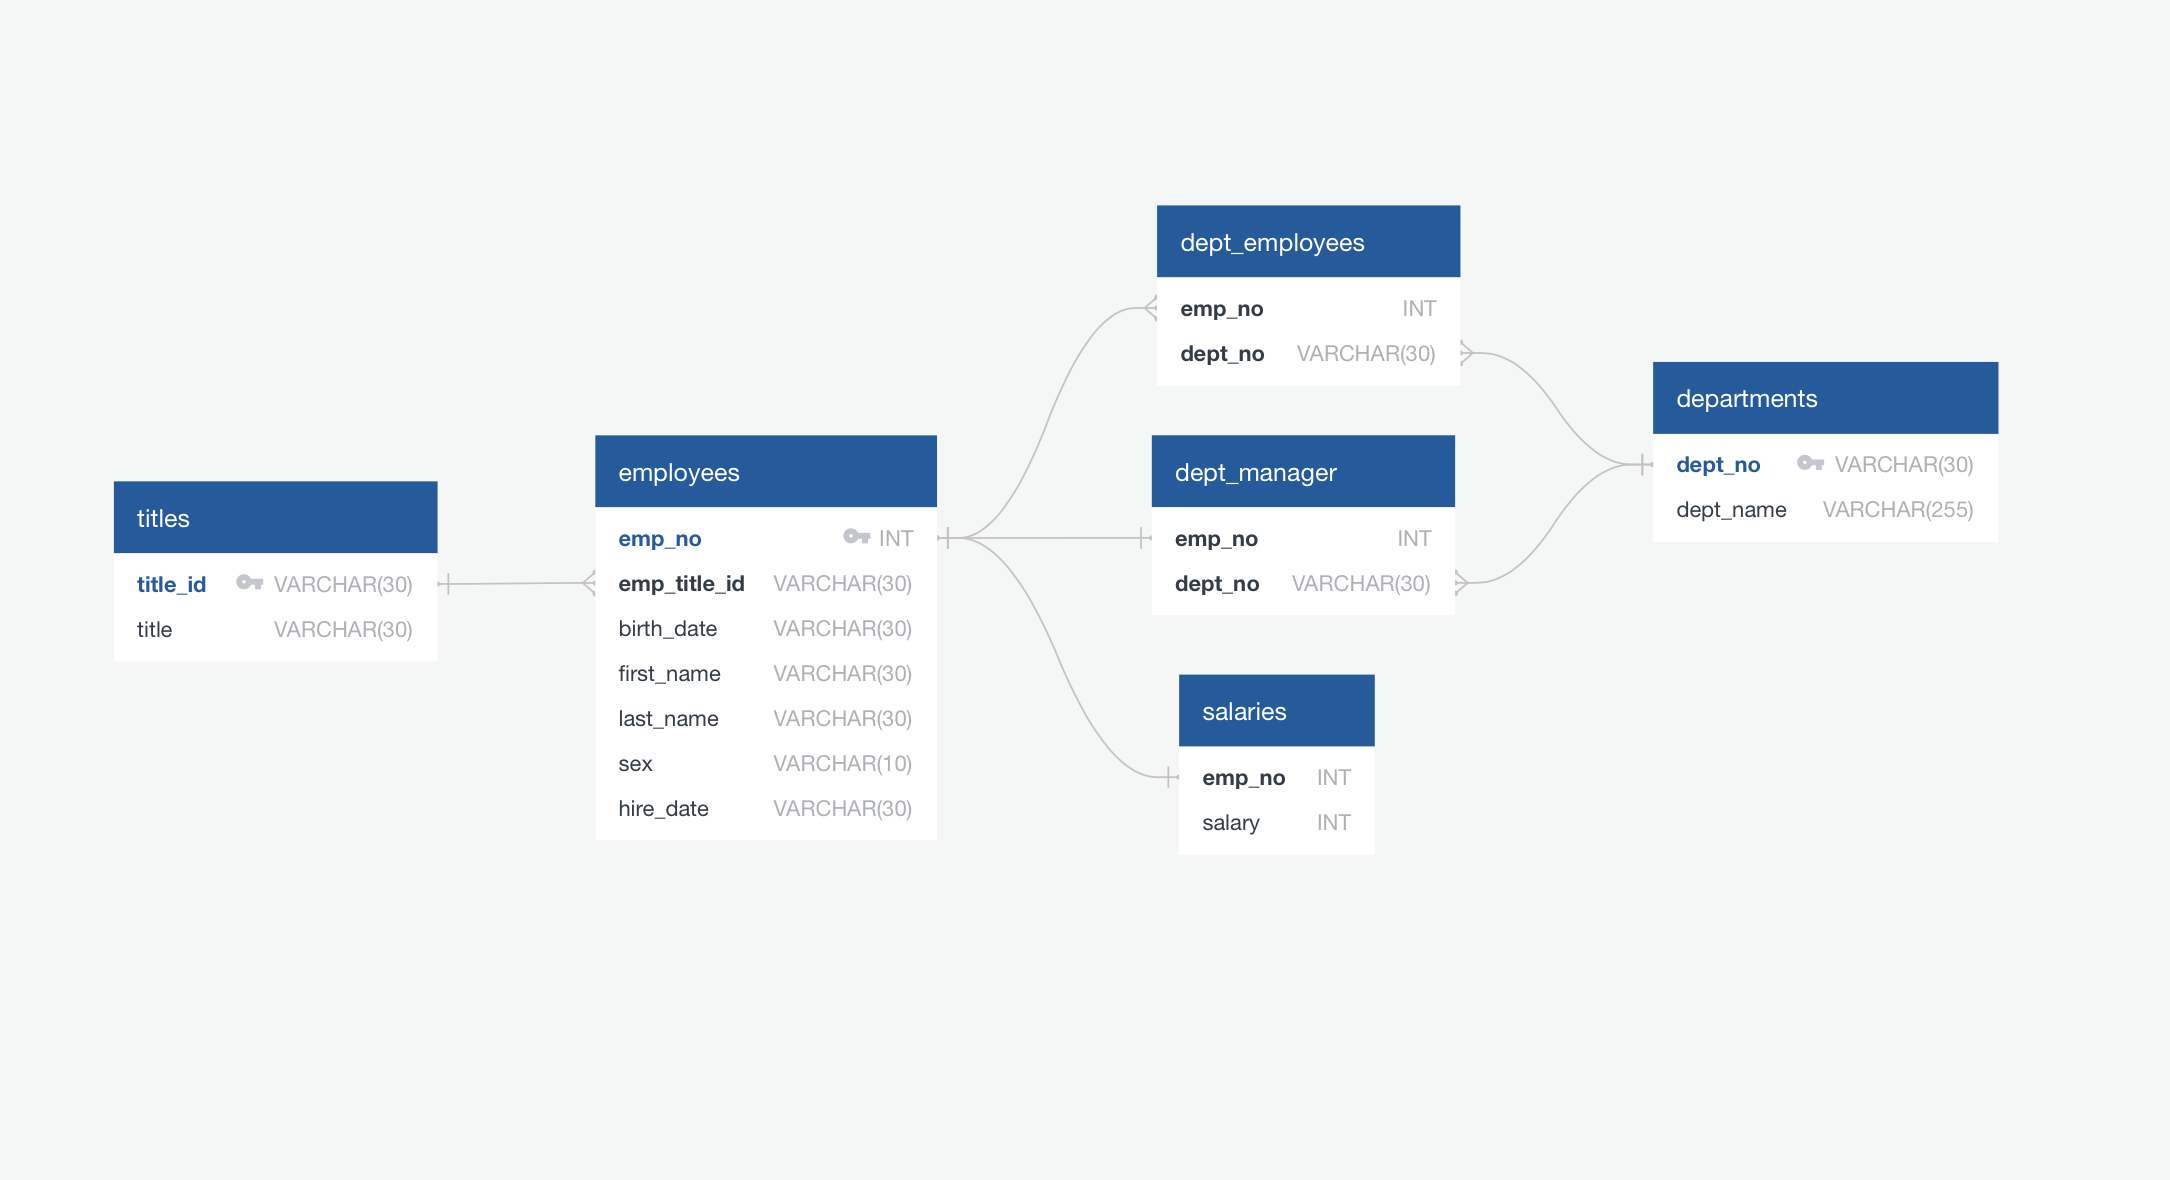 titles
title_id VARCHAR(30)
title VARCHAR(30)
employees
emp_no INT
emp_title_id VARCHAR(30)
birth_date VARCHAR(30)
first_name VARCHAR(30)
last_name VARCHAR(30)
sex VARCHAR(10)
hire_date VARCHAR(30)
dept_employees
emp_no INT
dept_no VARCHAR(30)
dept_manager
emp_no INT
dept_no VARCHAR(30)
salaries
emp_no INT
salary INT
departments
dept_no VARCHAR(30)
dept_name VARCHAR(255)